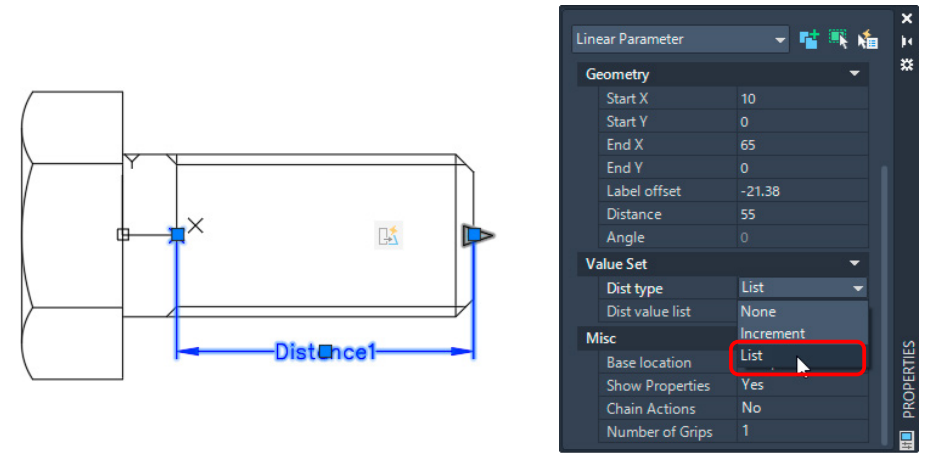 Y
X
Distance1
Linear Parameter
Geometry
Start X 10
Start Y 0
End X 65
End Y 0
Label offset -21.38
Distance 55
Angle 0
Value Set
Dist type List
Dist value list None
Increment
Misc
List
Base location
Show Properties Yes
Chain Actions No
Number of Grips 1
PROPERTIES